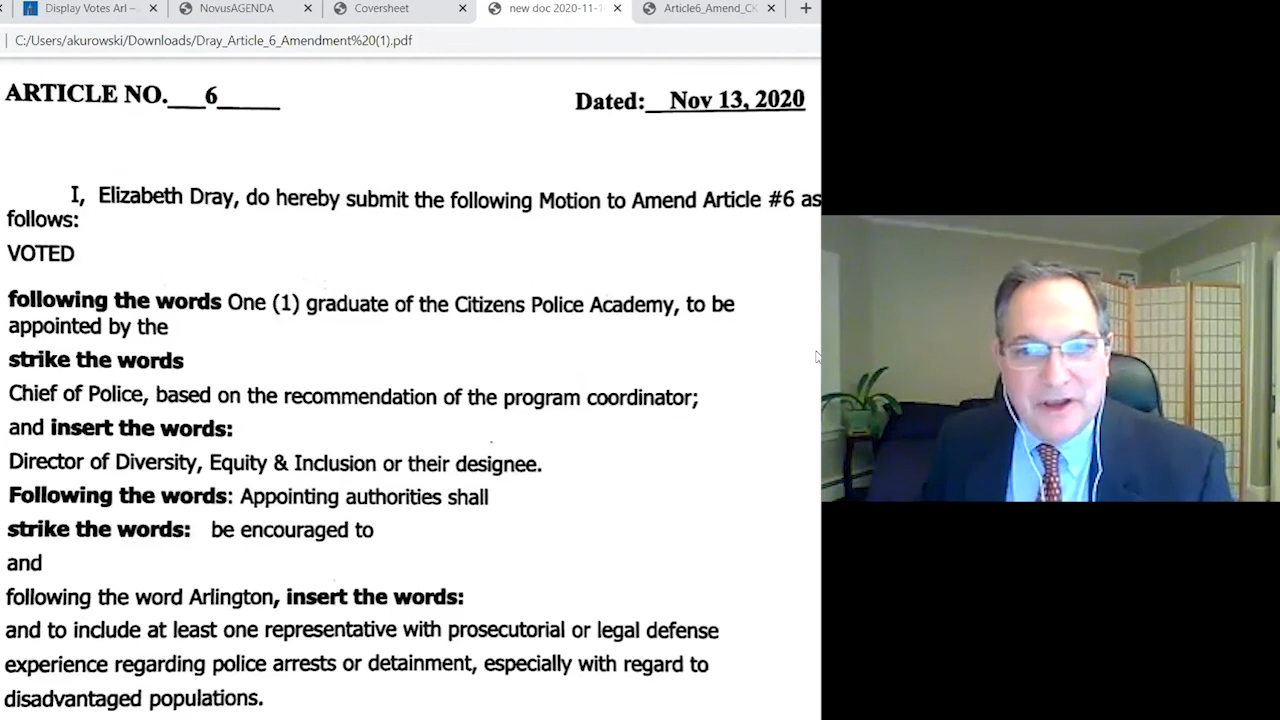 Display Votes Arl –
NovusAGENDA
Coversheet
new doc 2020-11-1
Article6_Amend_CK
C:/Users/akurowski/Downloads/Dray_Article_6_Amendment%20(1).pdf
ARTICLE NO.___6_____ Dated:__Nov 13, 2020
I, Elizabeth Dray, do hereby submit the following Motion to Amend Article #6 as
follows:
VOTED
following the words One (1) graduate of the Citizens Police Academy, to be
appointed by the
strike the words
Chief of Police, based on the recommendation of the program coordinator;
and insert the words:
Director of Diversity, Equity & Inclusion or their designee.
Following the words: Appointing authorities shall
strike the words: be encouraged to
and
following the word Arlington, insert the words:
and to include at least one representative with prosecutorial or legal defense
experience regarding police arrests or detainment, especially with regard to
disadvantaged populations.